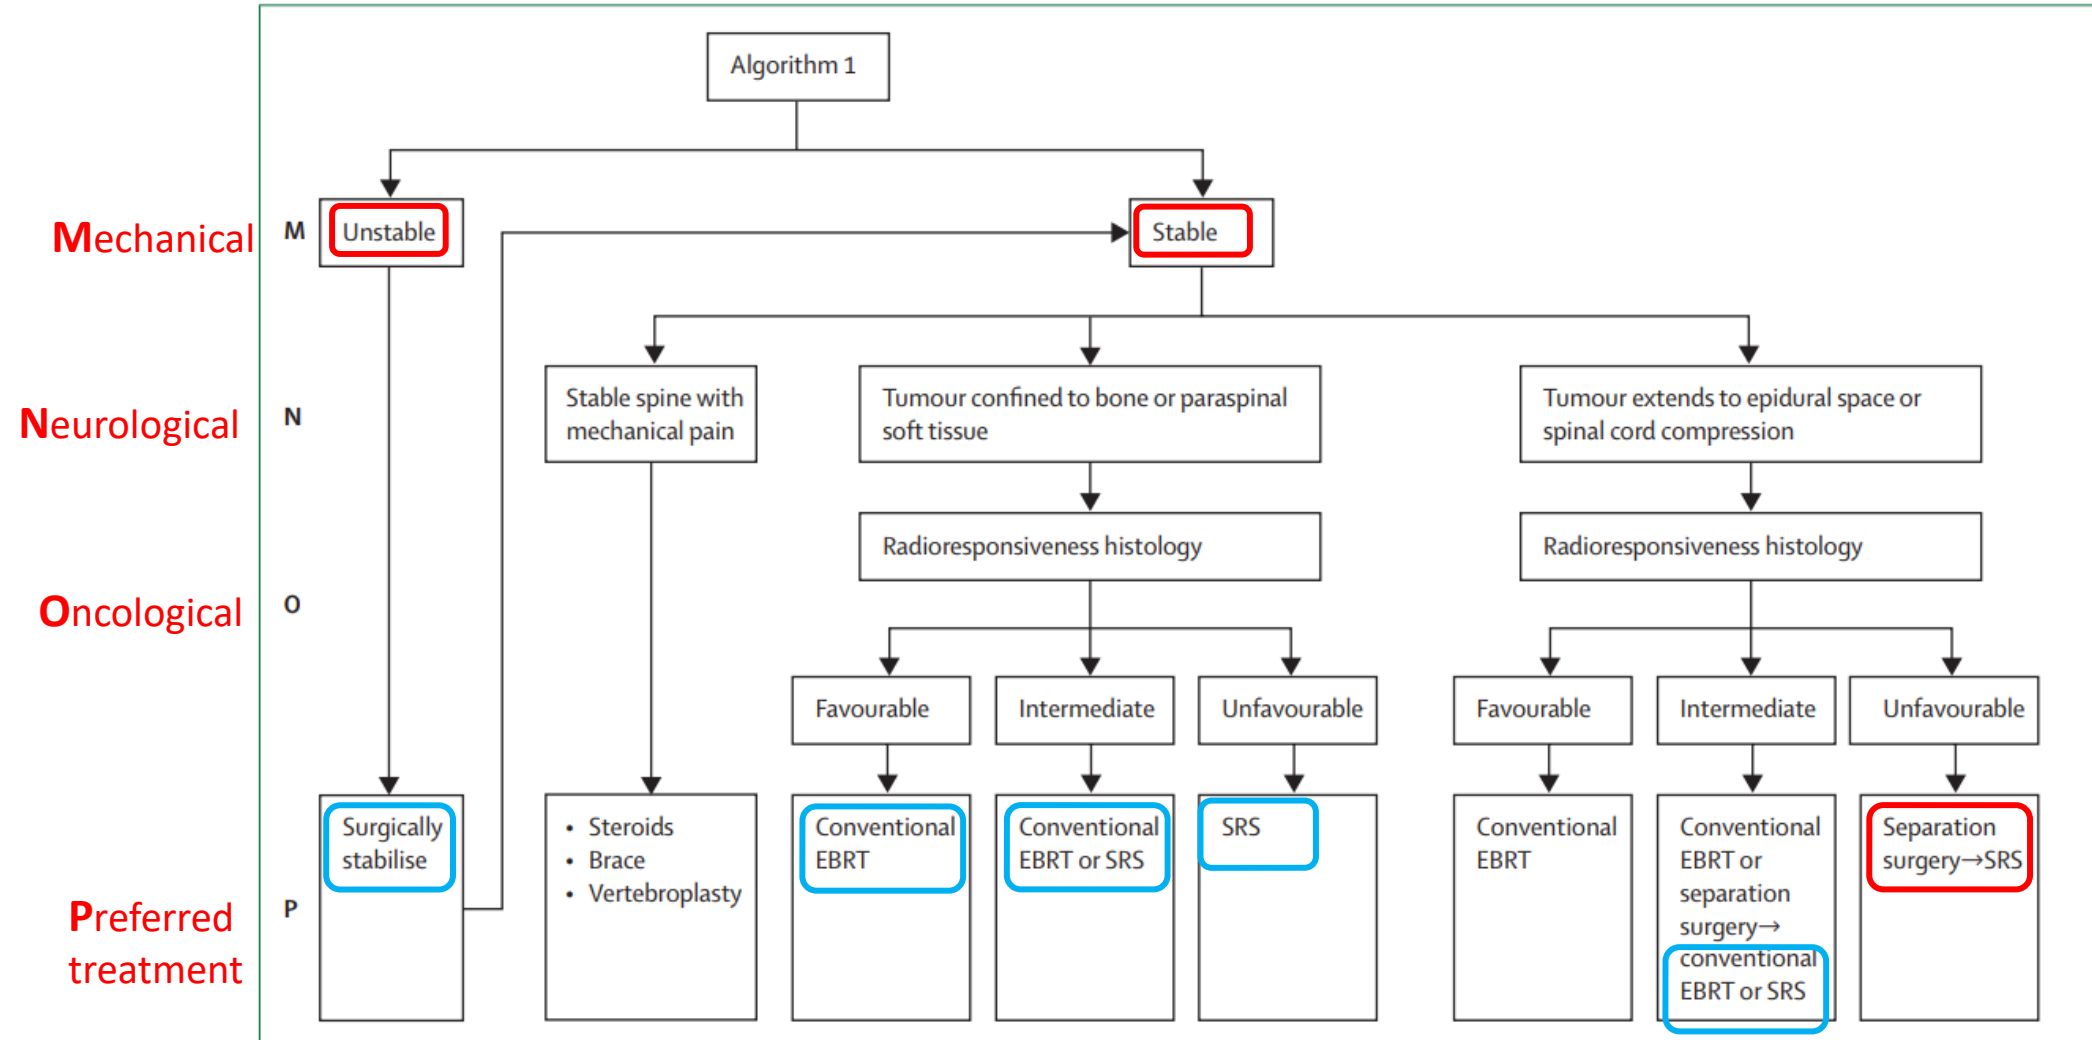 Algorithm 1
Mechanical
M
Unstable
Stable
Neurological
N
Stable spine with
mechanical pain
Tumour confined to bone or paraspinal
soft tissue
Tumour extends to epidural space or
spinal cord compression
Radioresponsiveness histology
Radioresponsiveness histology
Oncological
O
Favourable
Intermediate
Unfavourable
Favourable
Intermediate
Unfavourable
Preferred
treatment
P
Surgically
stabilise
• Steroids
• Brace
• Vertebroplasty
Conventional
EBRT
Conventional
EBRT or SRS
SRS
Conventional
EBRT
Conventional
EBRT or
separation
surgery→
conventional
EBRT or SRS
Separation
surgery→SRS